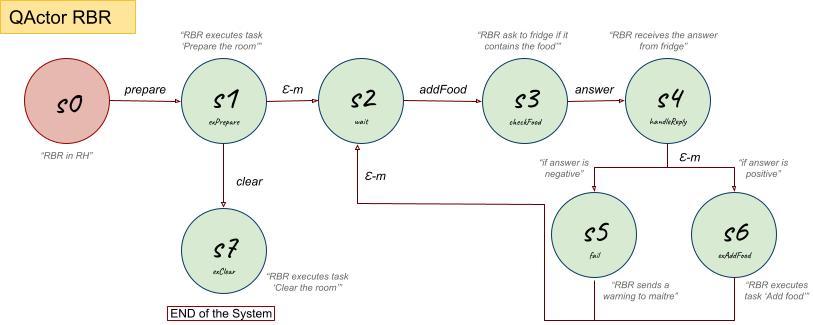 QActor RBR
“RBR executes task
‘Prepare the room’”
“RBR ask to fridge if it
contains the food’”
“RBR receives the answer
from fridge”
s0
prepare
s1
exPrepare
Ɛ-m
s2
wait
addFood
s3
checkFood
answer
s4
handleReply
“RBR in RH”
Ɛ-m
“if answer is
negative”
“if answer is
positive”
clear
Ɛ-m
s7
exClear
s5
fail
s6
exAddFood
“RBR executes task
‘Clear the room’”
“RBR sends a
warning to maitre”
“RBR executes
task ‘Add food’”
END of the System